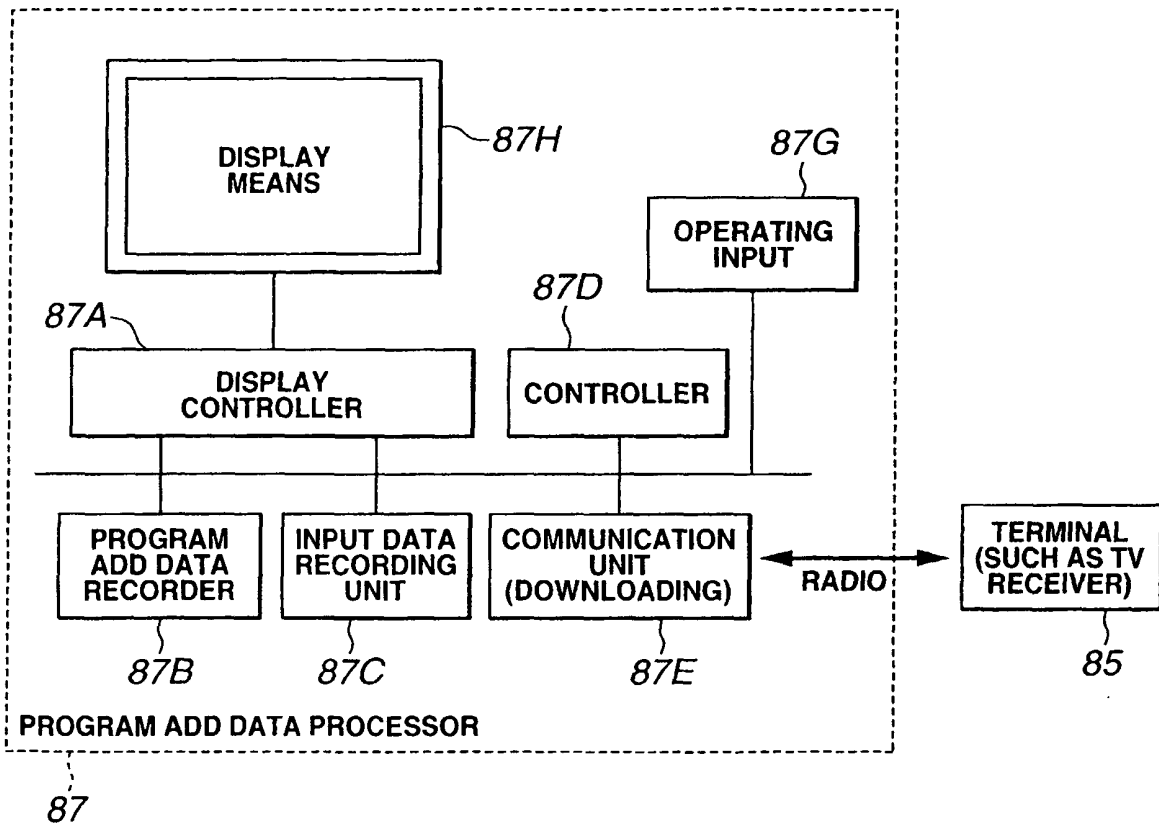 DISPLAY
MEANS
87H
87G
OPERATING
INPUT
87A
87D
DISPLAY
CONTROLLER
CONTROLLER
PROGRAM
ADD DATA
RECORDER
INPUT DATA
RECORDING
UNIT
COMMUNICATION
UNIT
(DOWNLOADING)
RADIO
TERMINAL
(SUCH AS TV
RECEIVER)
87B
87C
87E
85
PROGRAM ADD DATA PROCESSOR
87